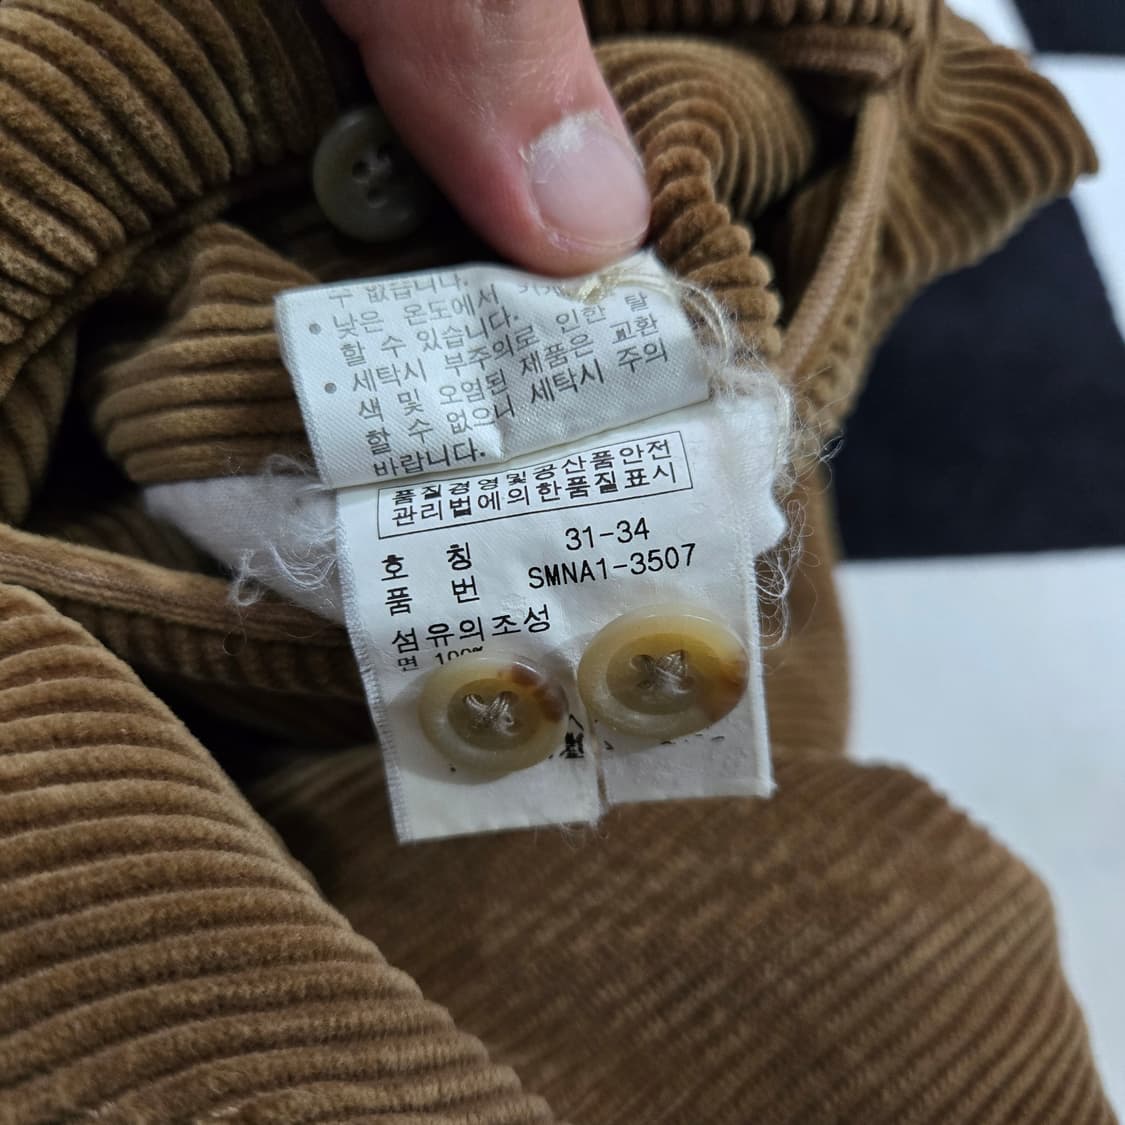 수 없습니다.
• 낮은 온도에서
할 수 있습니다.
• 세탁시 부주의로 인한 탈
색 및 오염된 제품은 교환
할 수 없으니 세탁시 주의
바랍니다.
품질경영및공산품안전
관리법에의한품질표시
호 칭 31-34
품 번 SMNA1-3507
섬유의조성
면 100%